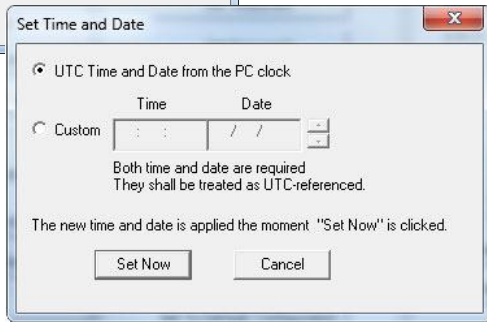 Set Time and Date
UTC Time and Date from the PC clock
Time Date
Custom : : / /
Both time and date are required
They shall be treated as UTC-referenced.
The new time and date is applied the moment "Set Now" is clicked.
Set Now Cancel